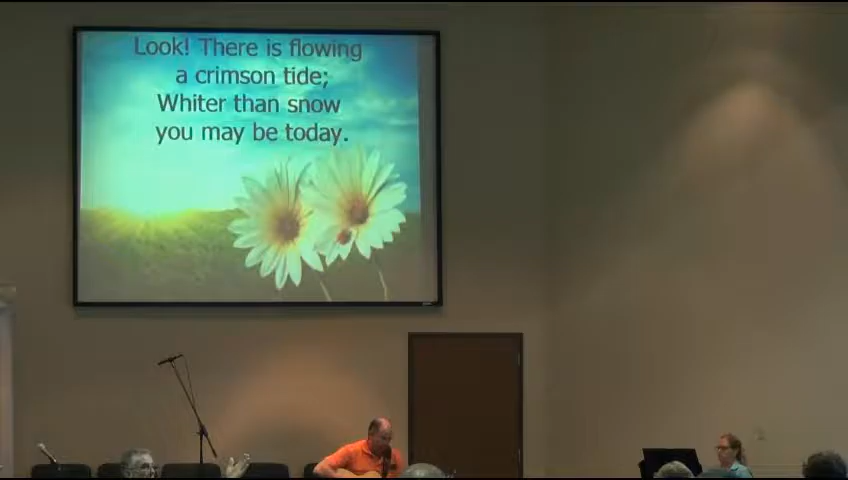 Look! There is flowing
a crimson tide;
Whiter than snow
you may be today.